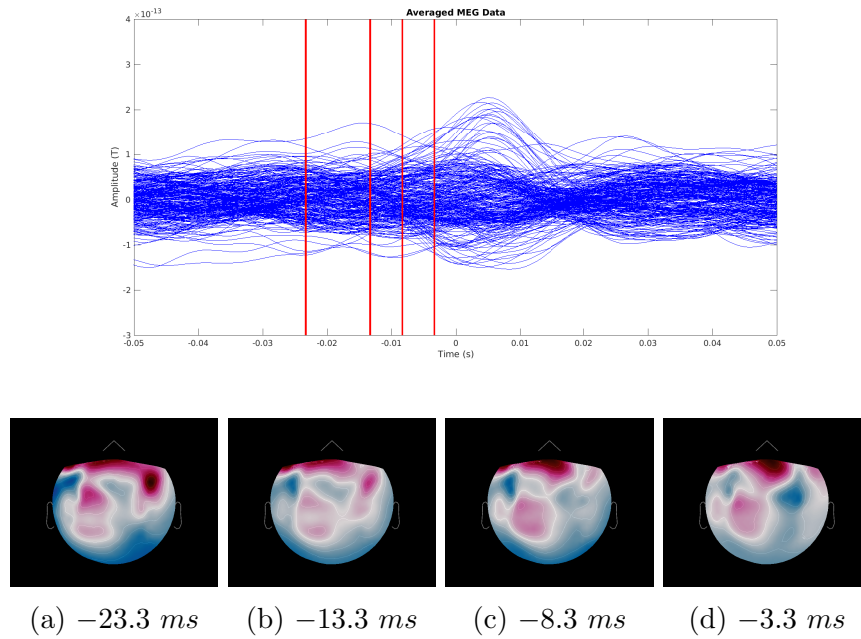 Averaged MEG Data
×10⁻¹³
4
3
2
1
0
-1
-2
-3
Amplitude (T)
-0.05 -0.04 -0.03 -0.02 -0.01 0 0.01 0.02 0.03 0.04 0.05
Time (s)
(a) −23.3 ms (b) −13.3 ms (c) −8.3 ms (d) −3.3 ms